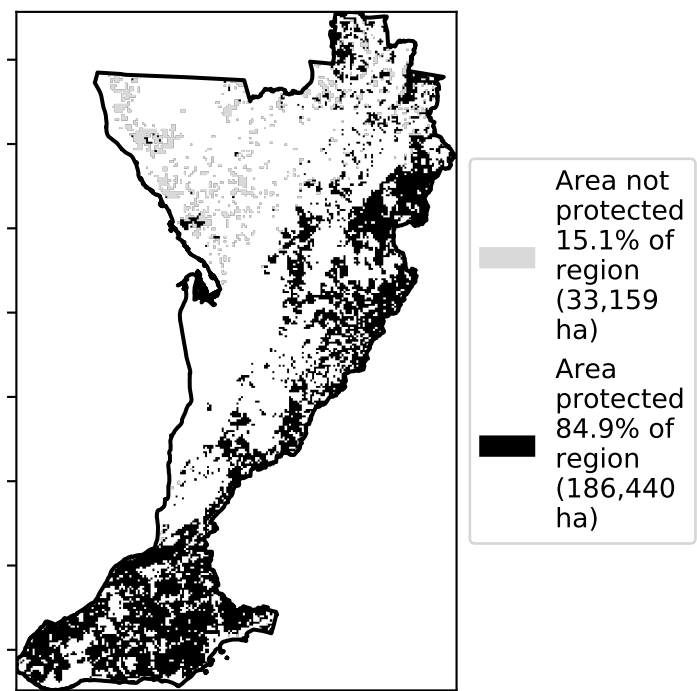 Area not
protected
15.1% of
region
(33,159
ha)
Area
protected
84.9% of
region
(186,440
ha)